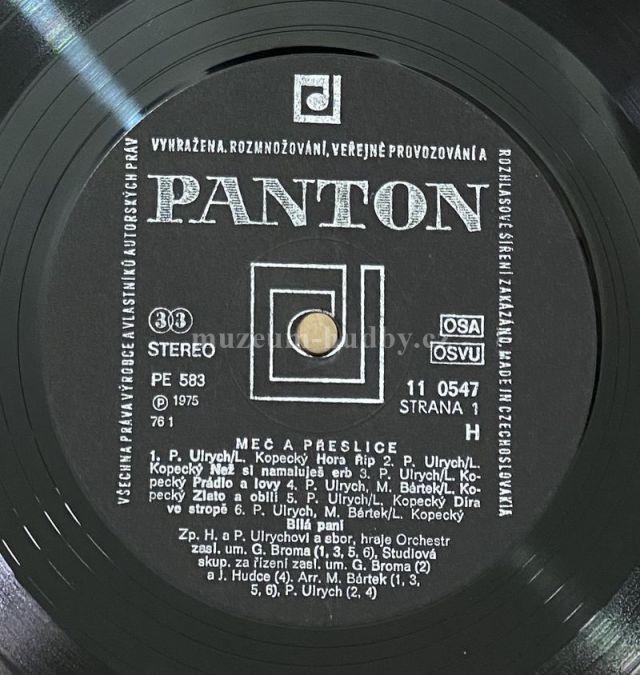 VYHRAŽENA. ROZMNOŽOVÁNÍ, VEŘEJNÉ PROVOZOVÁNÍ A
VŠECHNA PRÁVA VÝROBCE A VLASTNÍKŮ AUTORSKÝCH PRÁV
ROZHLASOVÉ ŠÍŘENÍ ZAKÁZÁNO. MADE IN CZECHOSLOVAKIA
PANTON
33
STEREO
OSA
OSVU
muzeum-hudby.cz
PE 583
℗ 1975
76 1
11 0547
STRANA 1
H
MEČ A PŘESLICE
1. P. Ulrych/L. Kopecký Hora Říp 2. P. Ulrych/L.
Kopecký Než si namaluješ erb 3. P. Ulrych/L. Ko-
pecký Prádlo a lovy 4. P. Ulrych, M. Bártek/L. Ko-
pecký Zlato a obilí 5. P. Ulrych/L. Kopecký Díra
ve stropě 6. P. Ulrych, M. Bártek/L. Kopecký
Bílá paní
Zp. H. a P. Ulrychovi a sbor, hraje Orchestr
zasl. um. G. Broma (1, 3, 5, 6), Studiová
skup. za řízení zasl. um. G. Broma (2)
a J. Hudce (4). Arr. M. Bártek (1, 3,
5, 6), P. Ulrych (2, 4)